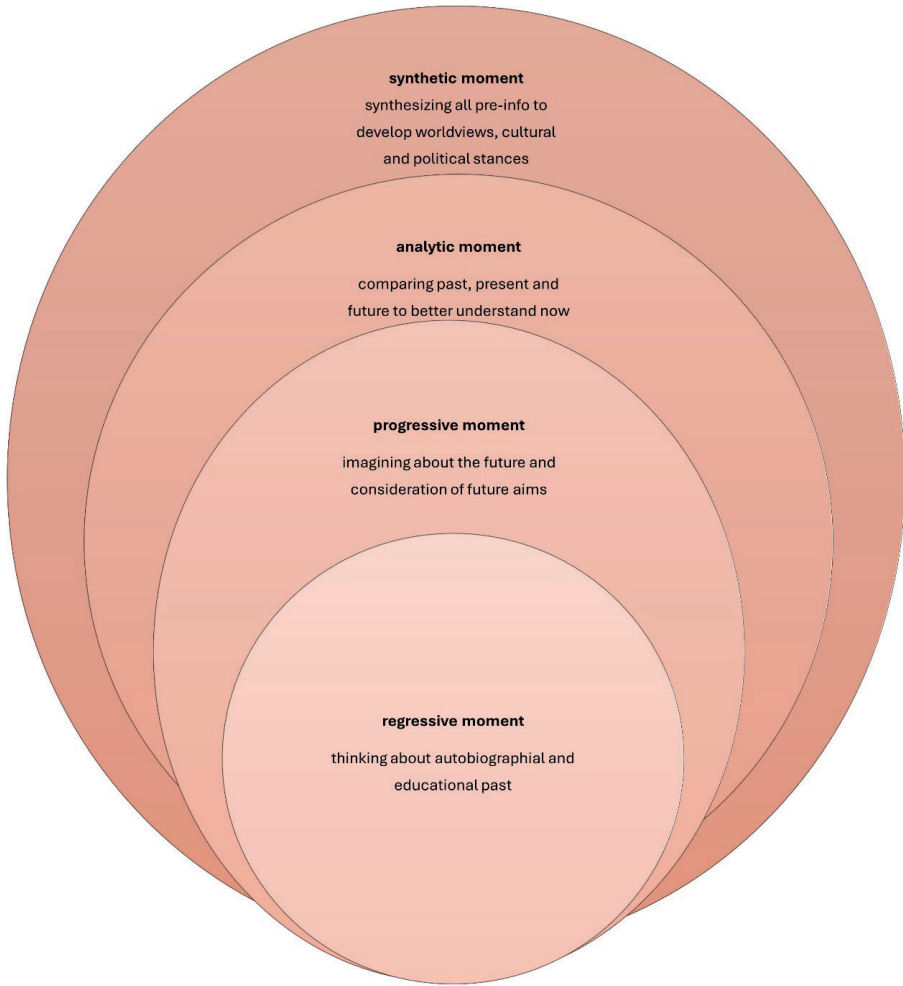 synthetic moment
synthesizing all pre-info to
develop worldviews, cultural
and political stances
analytic moment
comparing past, present and
future to better understand now
progressive moment
imagining about the future and
consideration of future aims
regressive moment
thinking about autobiographial and
educational past